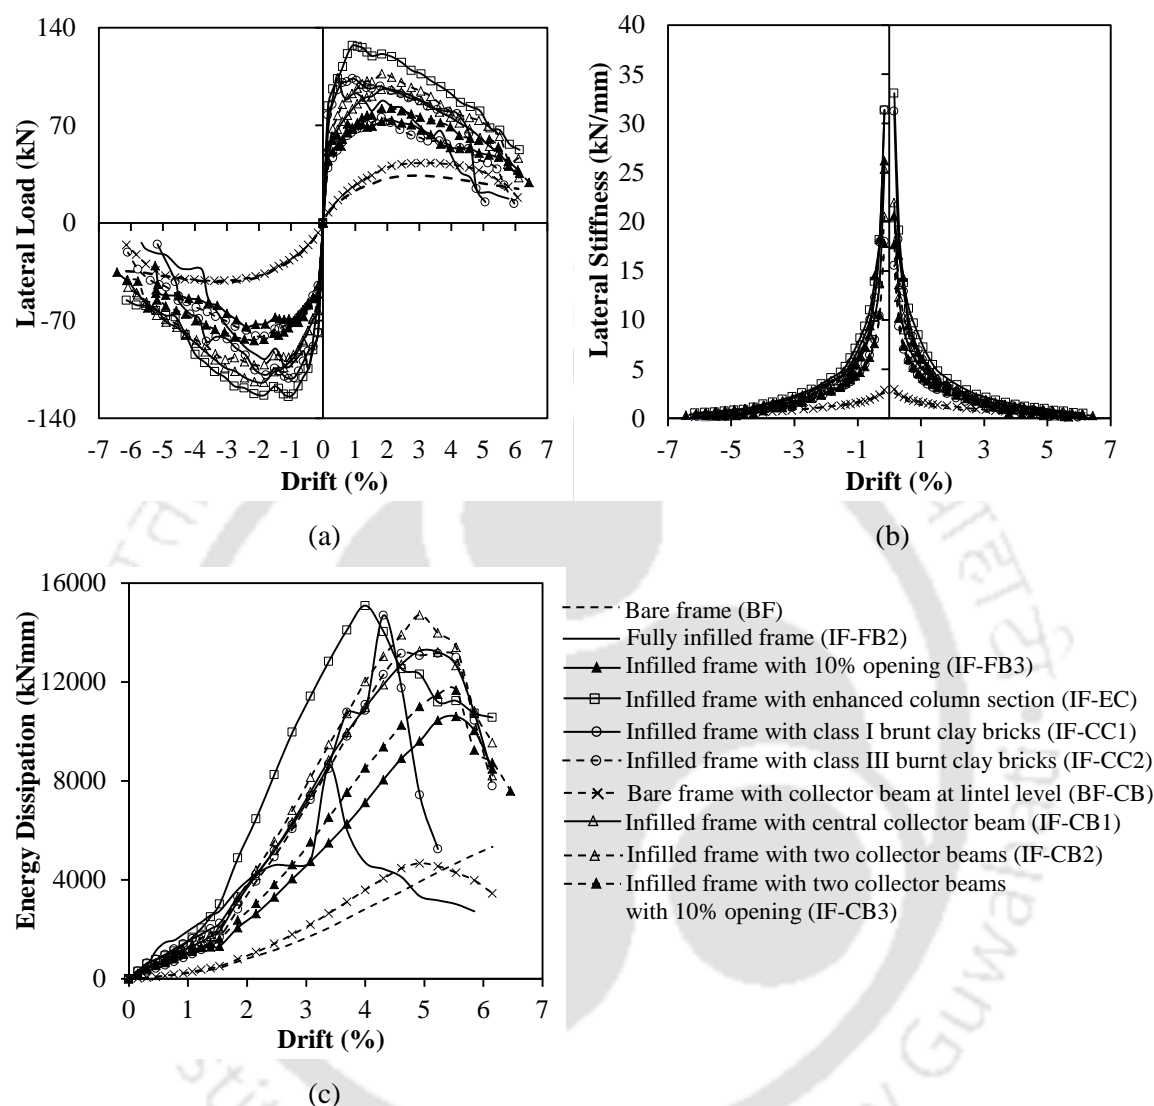 140
70
0
-70
-140
Lateral Load (kN)
-7 -6 -5 -4 -3 -2 -1 0 1 2 3 4 5 6 7
Drift (%)
(a)
40
35
30
25
20
15
10
5
0
Lateral Stiffness (kN/mm)
-7 -5 -3 -1 1 3 5 7
Drift (%)
(b)
16000
12000
8000
4000
0
Energy Dissipation (kNmm)
0 1 2 3 4 5 6 7
Drift (%)
(c)
Bare frame (BF)
Fully infilled frame (IF-FB2)
Infilled frame with 10% opening (IF-FB3)
Infilled frame with enhanced column section (IF-EC)
Infilled frame with class I brunt clay bricks (IF-CC1)
Infilled frame with class III burnt clay bricks (IF-CC2)
Bare frame with collector beam at lintel level (BF-CB)
Infilled frame with central collector beam (IF-CB1)
Infilled frame with two collector beams (IF-CB2)
Infilled frame with two collector beams
with 10% opening (IF-CB3)
Guwahati